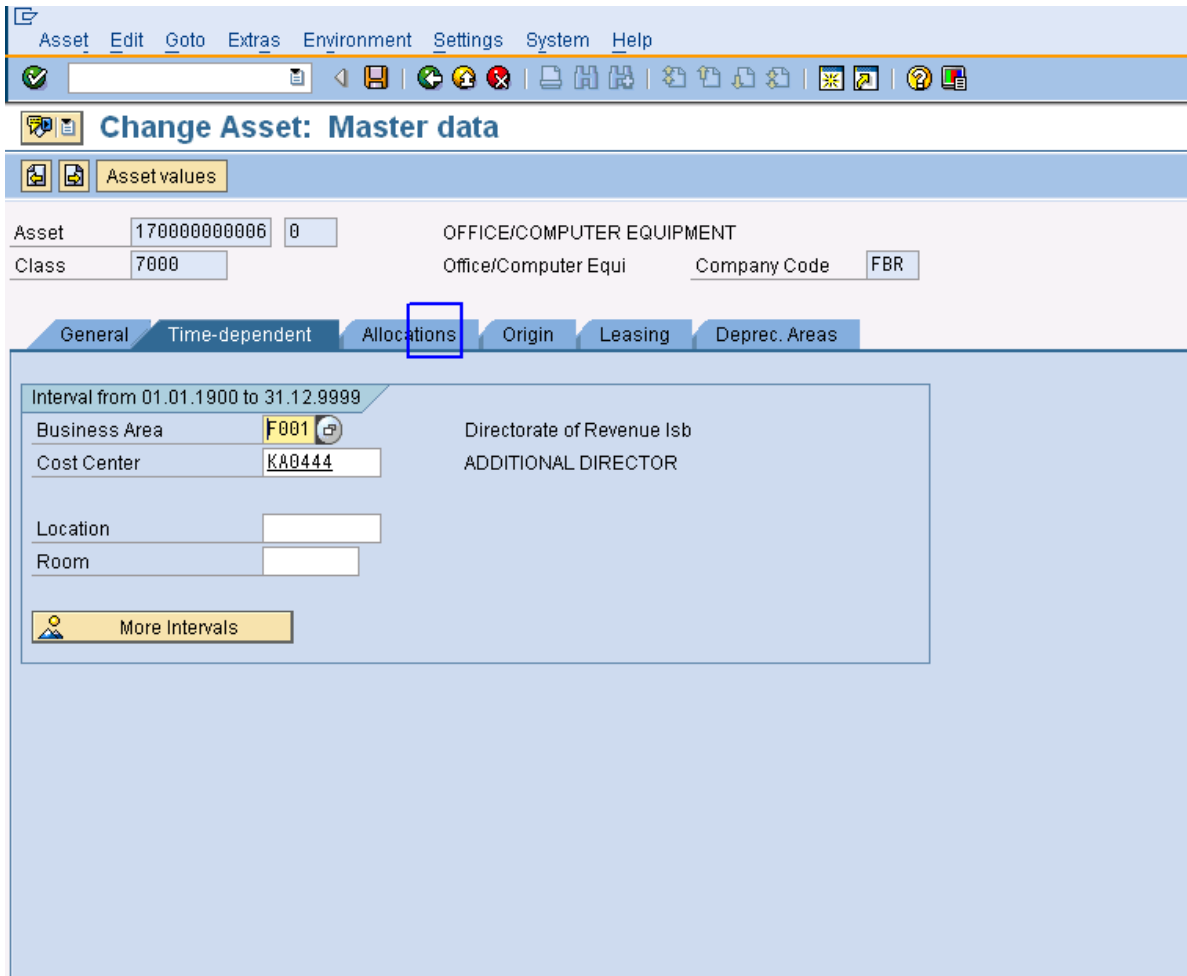 Asset Edit Goto Extras Environment Settings System Help
Change Asset: Master data
Asset values
Asset 170000000006 0 OFFICE/COMPUTER EQUIPMENT
Class 7000 Office/Computer Equi Company Code FBR
General Time-dependent Allocations Origin Leasing Deprec. Areas
Interval from 01.01.1900 to 31.12.9999
Business Area F001 Directorate of Revenue Isb
Cost Center KA0444 ADDITIONAL DIRECTOR
Location
Room
More Intervals